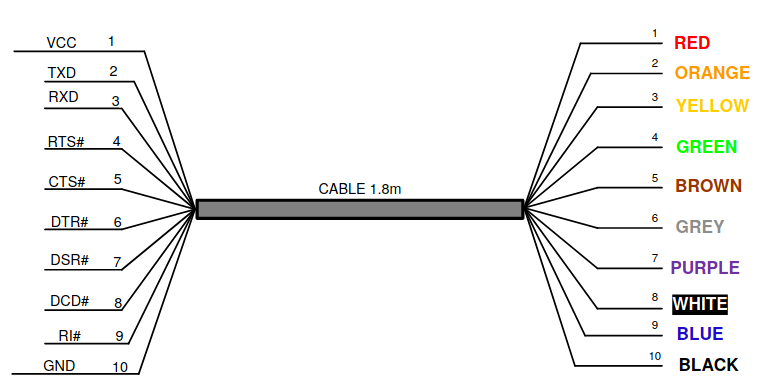 VCC 1
TXD 2
RXD 3
RTS# 4
CTS# 5
DTR# 6
DSR# 7
DCD# 8
RI# 9
GND 10
CABLE 1.8m
1 RED
2 ORANGE
3 YELLOW
4 GREEN
5 BROWN
6 GREY
7 PURPLE
8 WHITE
9 BLUE
10 BLACK